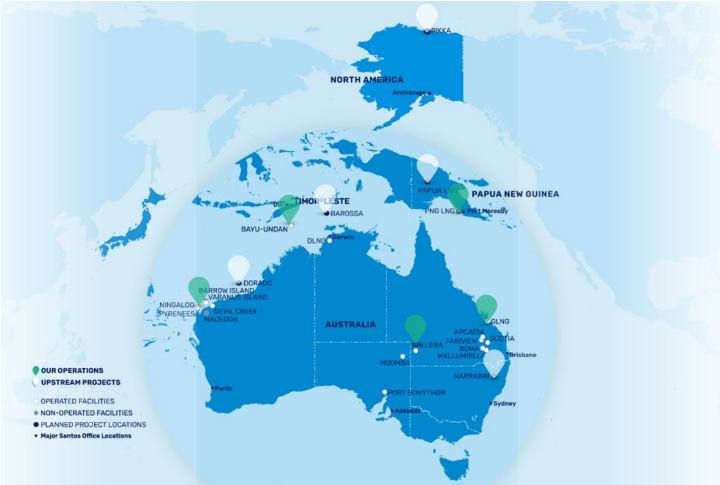 PIKKA
NORTH AMERICA
Anchorage
PAPUA
PAPUA NEW GUINEA
PNG LNG
Port Moresby
TIMOR-LESTE
BAROSSA
BAYU-UNDAN
Darwin
DLNG
DORADO
BARROW ISLAND
VARANUS ISLAND
NINGALOO
PYRENEES
DEVIL CREEK
MACEDON
AUSTRALIA
GLNG
ARCADIA
FAIRVIEW
SCOTIA
ROMA
WALLUMBILLA
Brisbane
BALLERA
MOOMBA
NARRABRI
OUR OPERATIONS
UPSTREAM PROJECTS
Perth
PORT BONYTHON
OPERATED FACILITIES
Sydney
NON-OPERATED FACILITIES
Adelaide
PLANNED PROJECT LOCATIONS
Major Santos Office Locations